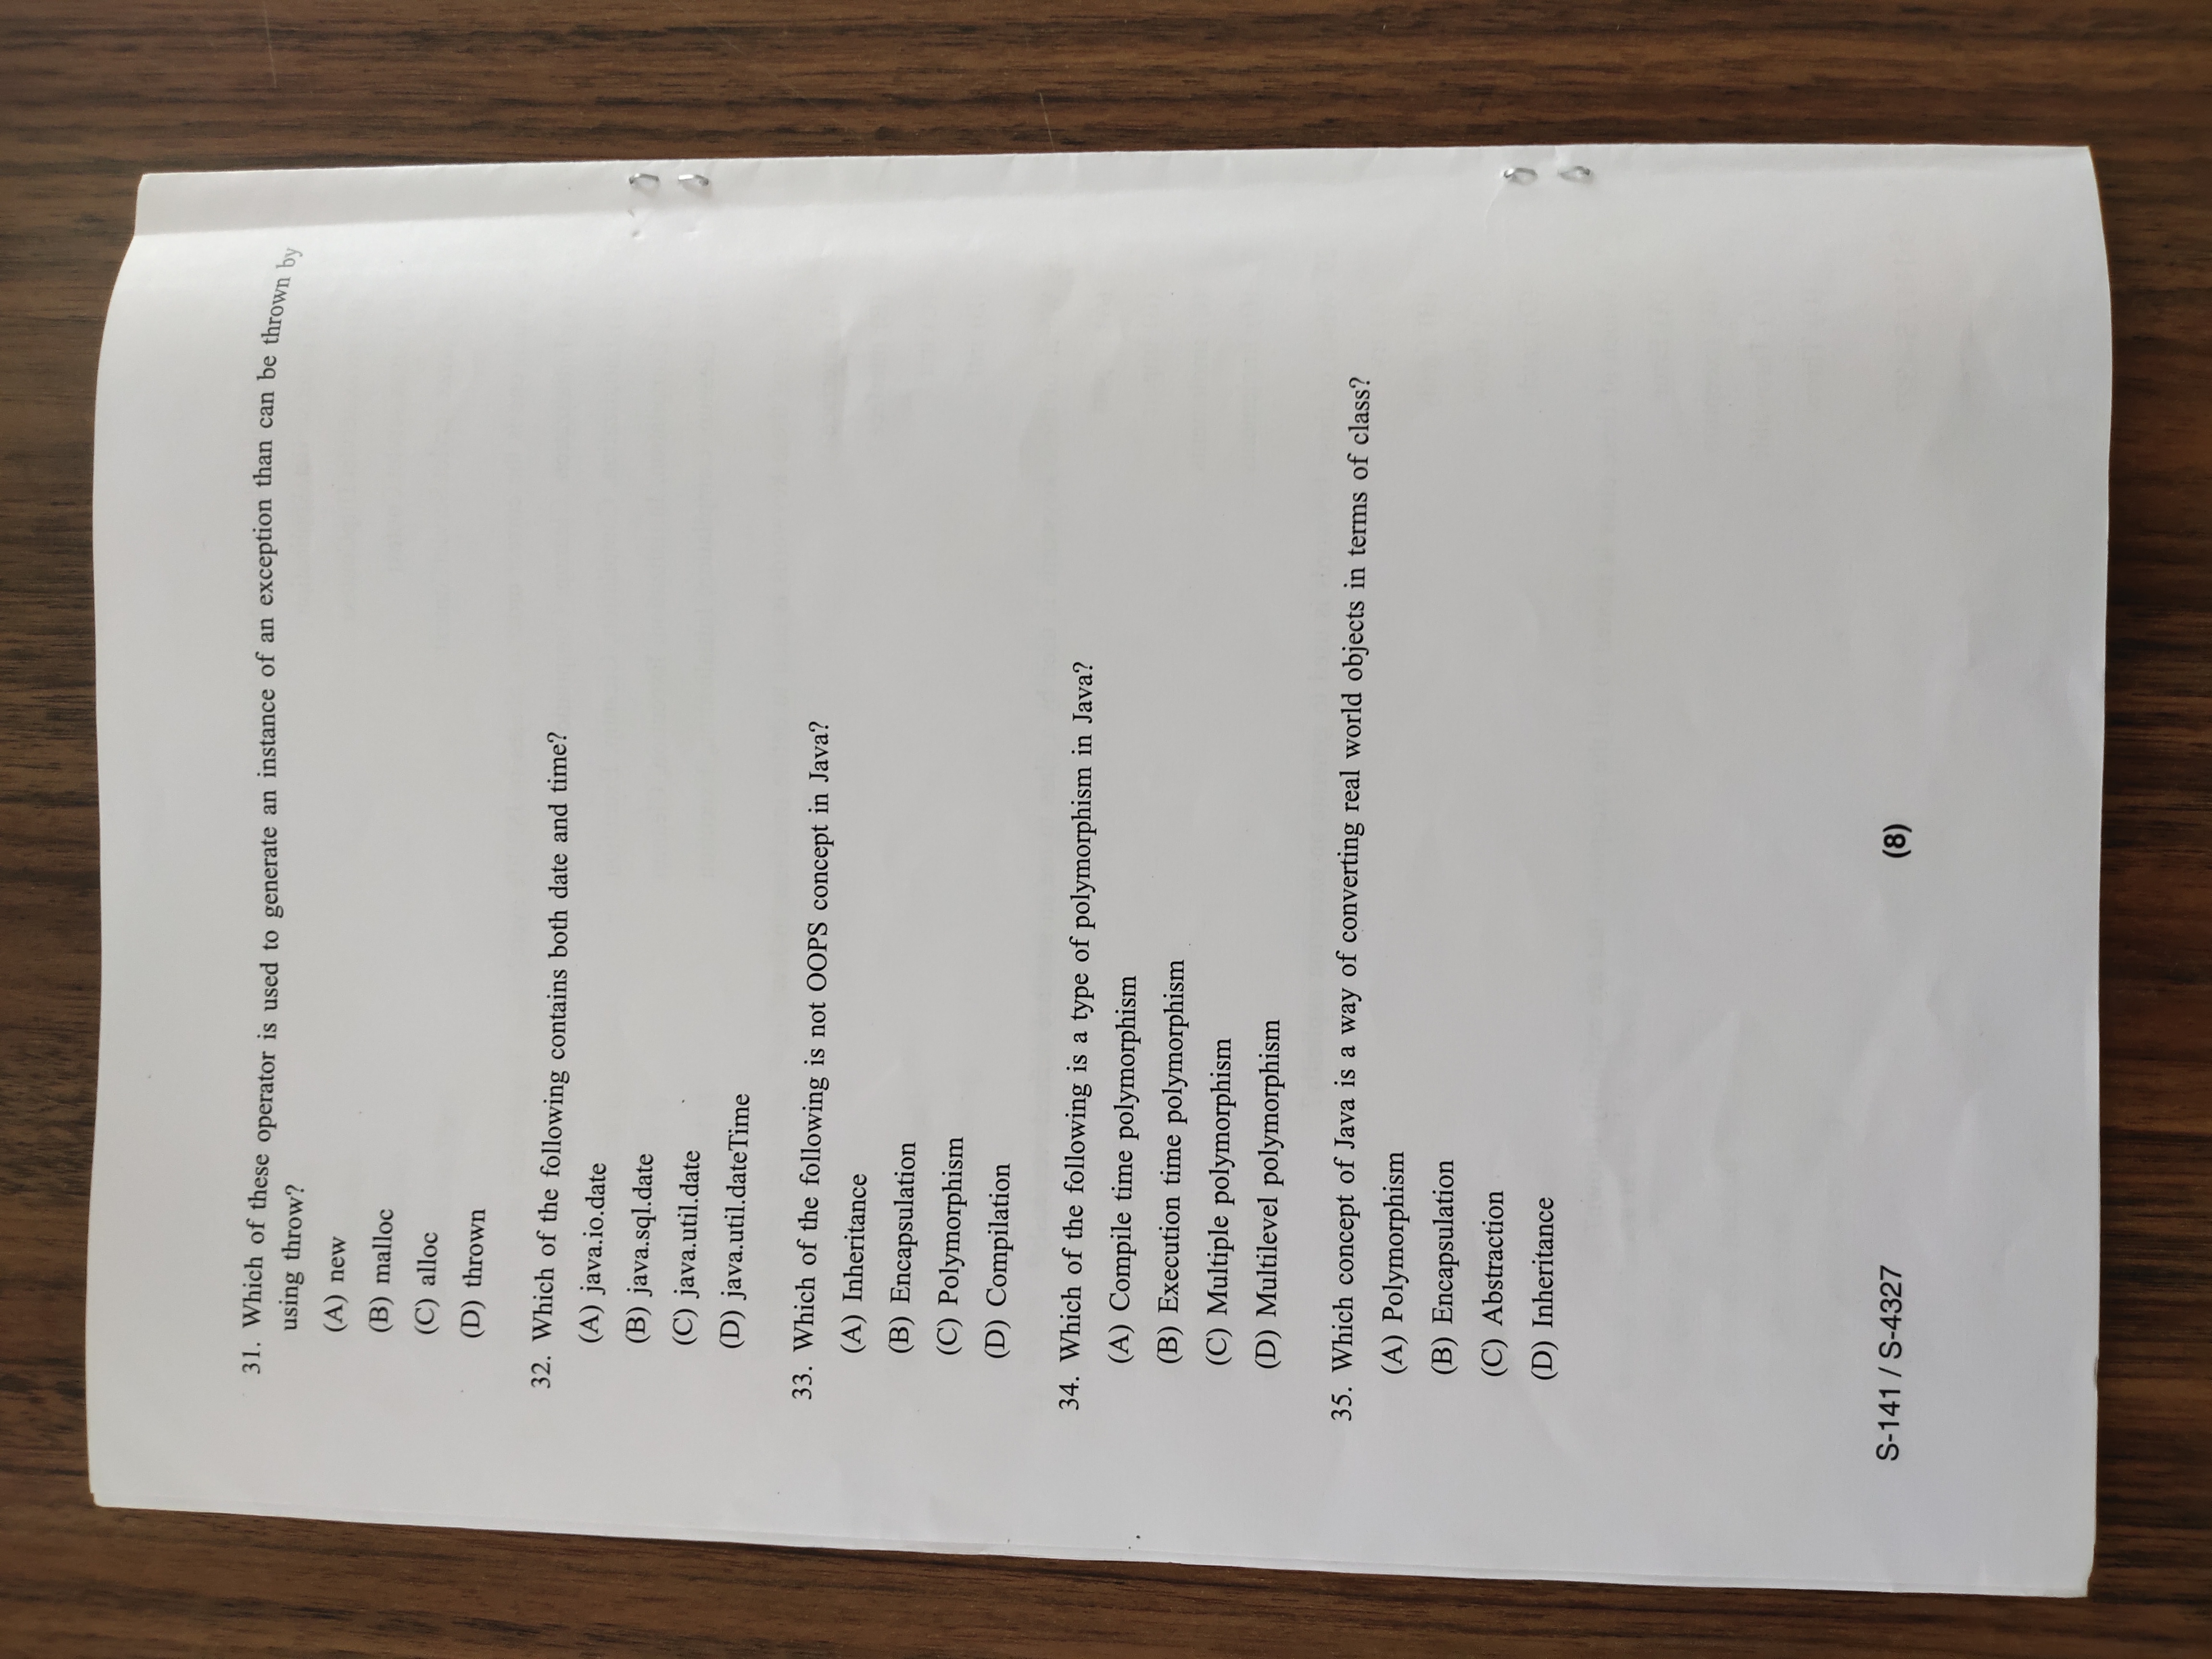 31. Which of these operator is used to generate an instance of an exception than can be thrown by
using throw?
(A) new
(B) malloc
(C) alloc
(D) thrown
32. Which of the following contains both date and time?
(A) java.io.date
(B) java.sql.date
(C) java.util.date
(D) java.util.dateTime
33. Which of the following is not OOPS concept in Java?
(A) Inheritance
(B) Encapsulation
(C) Polymorphism
(D) Compilation
34. Which of the following is a type of polymorphism in Java?
(A) Compile time polymorphism
(B) Execution time polymorphism
(C) Multiple polymorphism
(D) Multilevel polymorphism
35. Which concept of Java is a way of converting real world objects in terms of class?
(A) Polymorphism
(B) Encapsulation
(C) Abstraction
(D) Inheritance
S-141 / S-4327 (8)